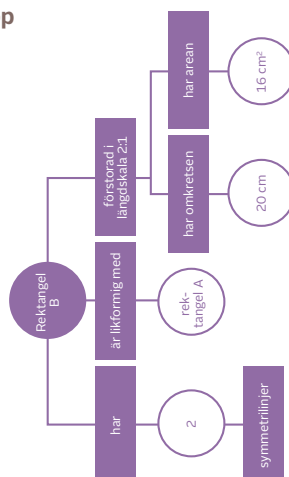 p
Rektangel
B
har
är likformig med
förstorad i
längdskala 2:1
2
rek-
tangel A
har omkretsen
har arean
symmetrilinjer
20 cm
16 cm²